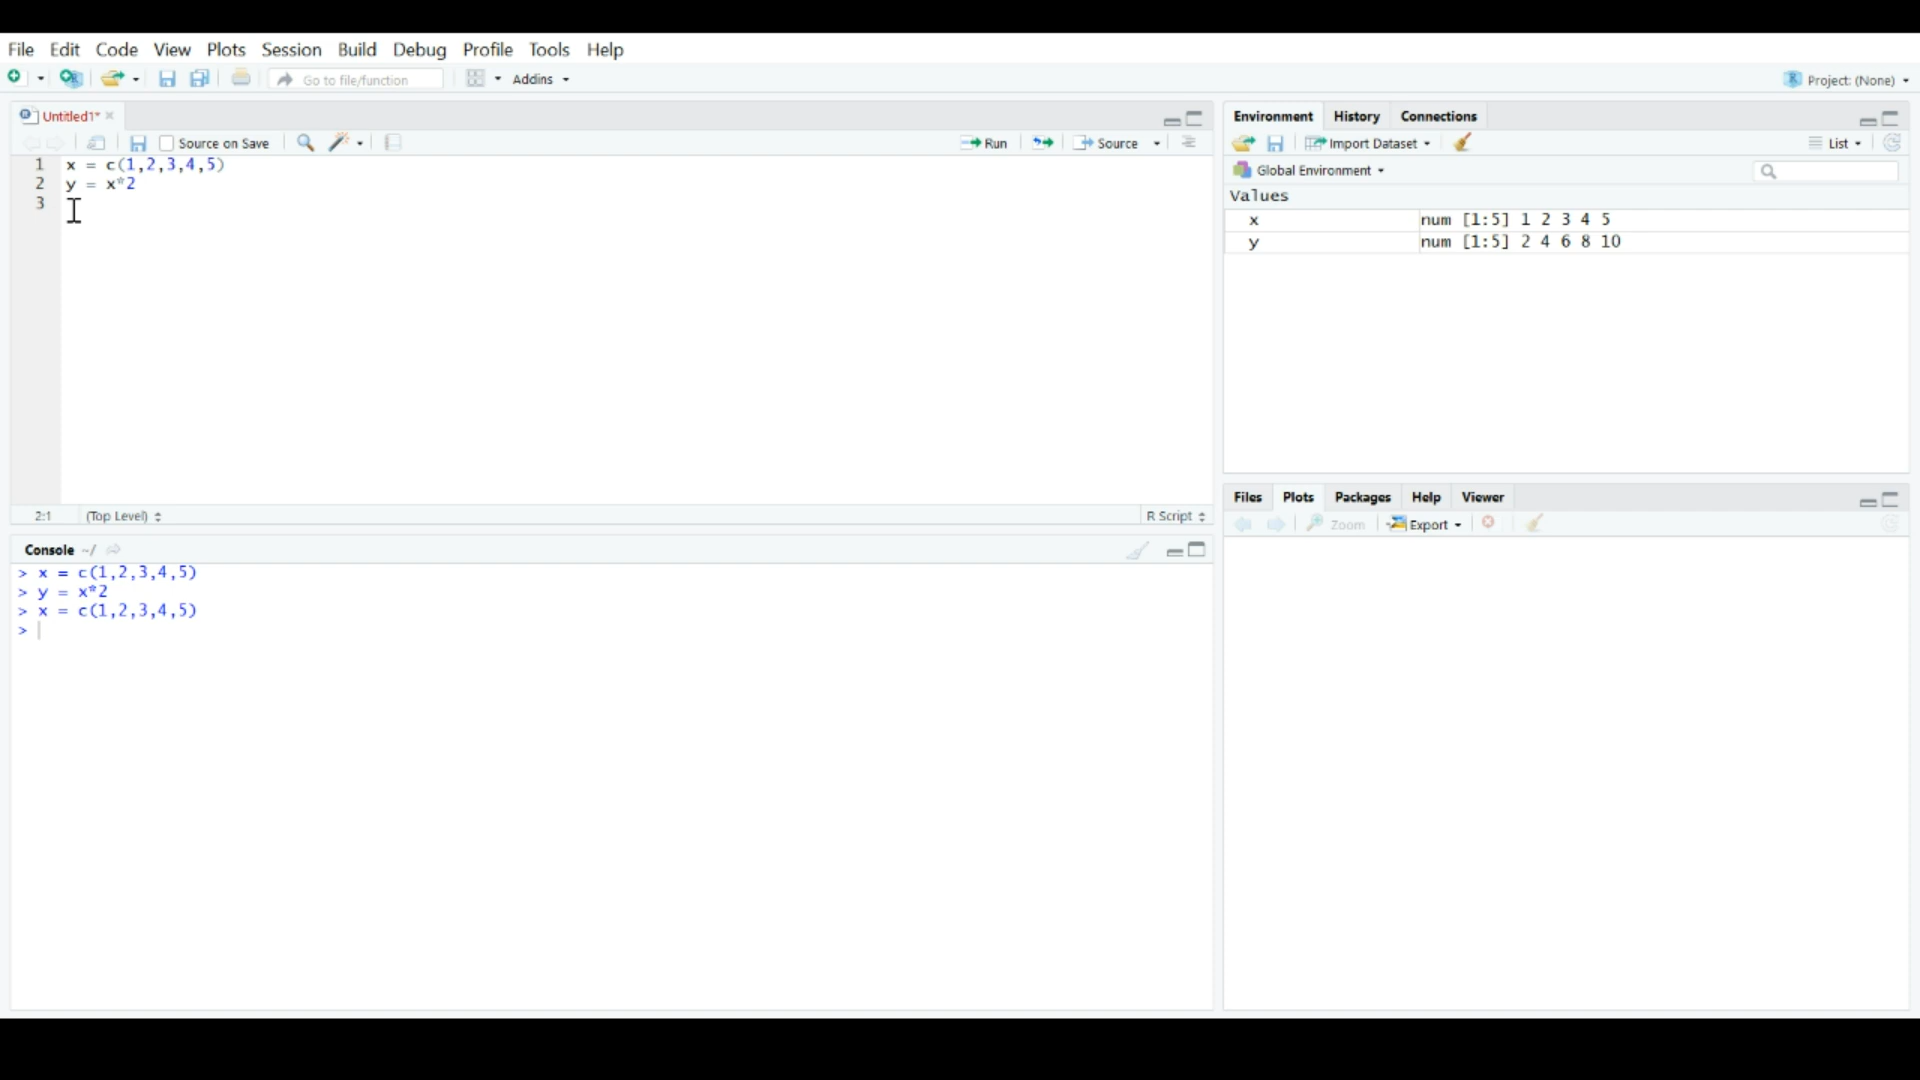 File Edit Code View Plots Session Build Debug Profile Tools Help
Go to file/function Addins Project: (None)
Untitled1*
Source on Save Run Source
1 x = c(1,2,3,4,5)
2 y = x*2
3
2:1 (Top Level) R Script
Console ~/
> x = c(1,2,3,4,5)
> y = x*2
> x = c(1,2,3,4,5)
>
Environment History Connections
Import Dataset List
Global Environment
Values
x num [1:5] 1 2 3 4 5
y num [1:5] 2 4 6 8 10
Files Plots Packages Help Viewer
Zoom Export